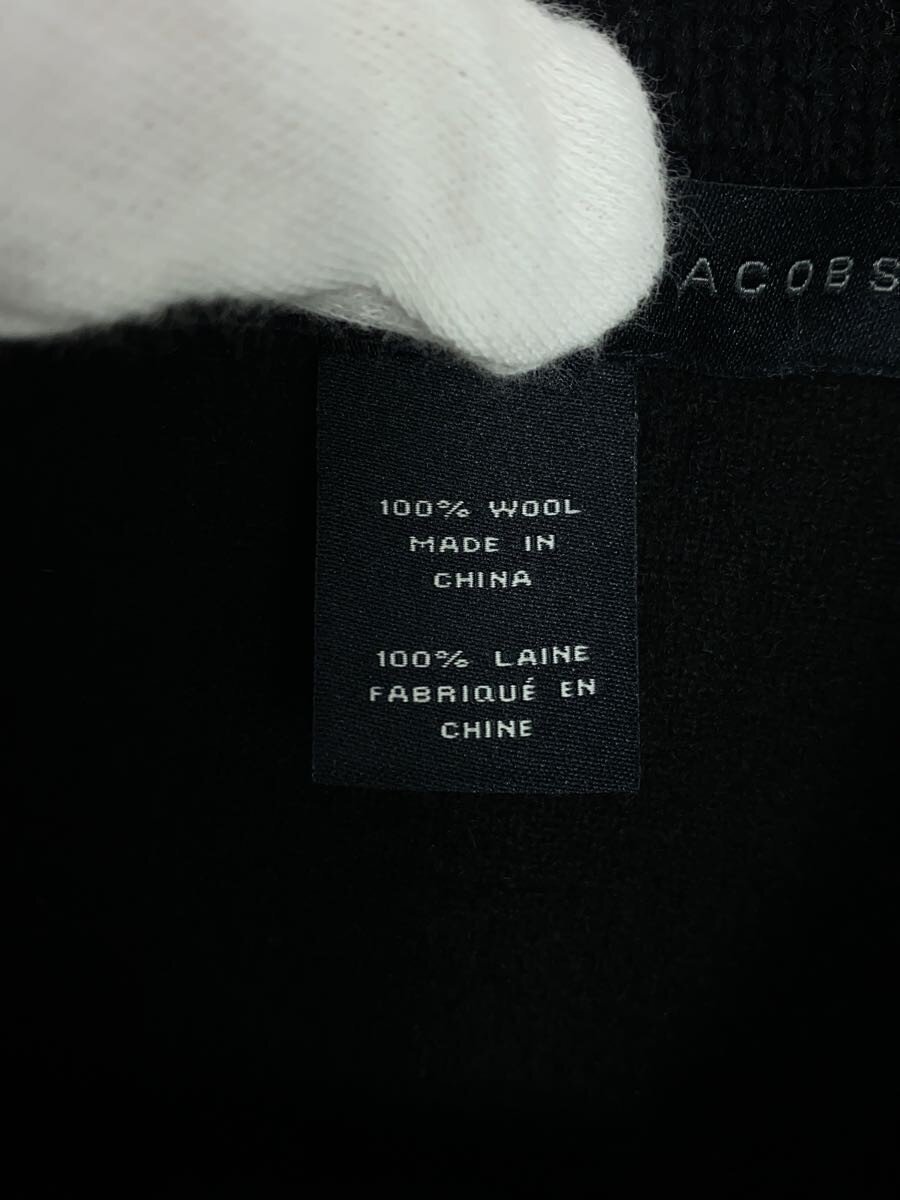 ACOBS
100% WOOL
MADE IN
CHINA
100% LAINE
FABRIQUÉ EN
CHINE